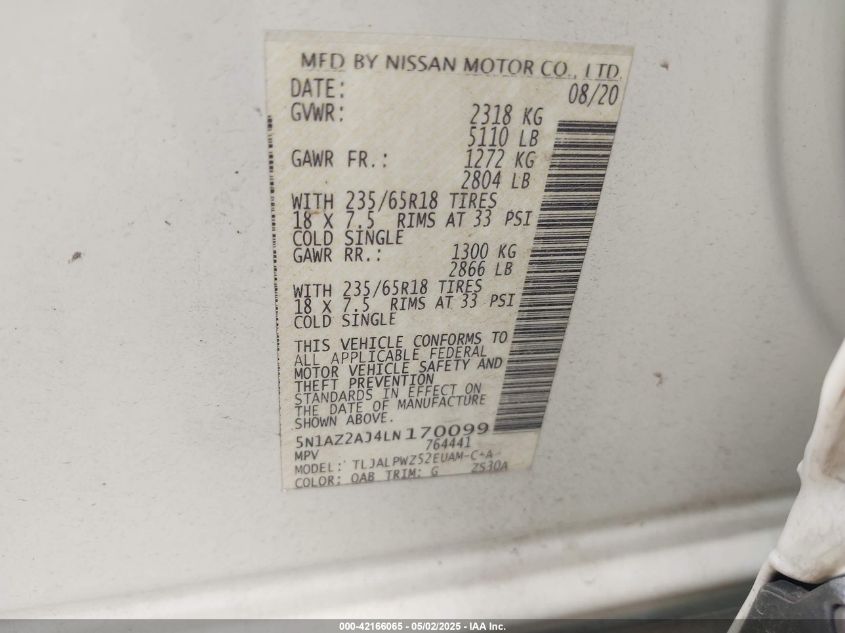 MFD BY NISSAN MOTOR CO., LTD.
DATE: 08/20
GVWR: 2318 KG
5110 LB
GAWR FR.: 1272 KG
2804 LB
WITH 235/65R18 TIRES
18 X 7.5 RIMS AT 33 PSI
COLD SINGLE
GAWR RR.: 1300 KG
2866 LB
WITH 235/65R18 TIRES
18 X 7.5 RIMS AT 33 PSI
COLD SINGLE
THIS VEHICLE CONFORMS TO
ALL APPLICABLE FEDERAL
MOTOR VEHICLE SAFETY AND
THEFT PREVENTION
STANDARDS IN EFFECT ON
THE DATE OF MANUFACTURE
SHOWN ABOVE.
5N1AZ2AJ4LN170099
MPV 764441
MODEL: TLJALPWZ52EUAM-C-A-
COLOR: QAB TRIM: G ZS30A
000-42166065 - 05/02/2025 - IAA Inc.